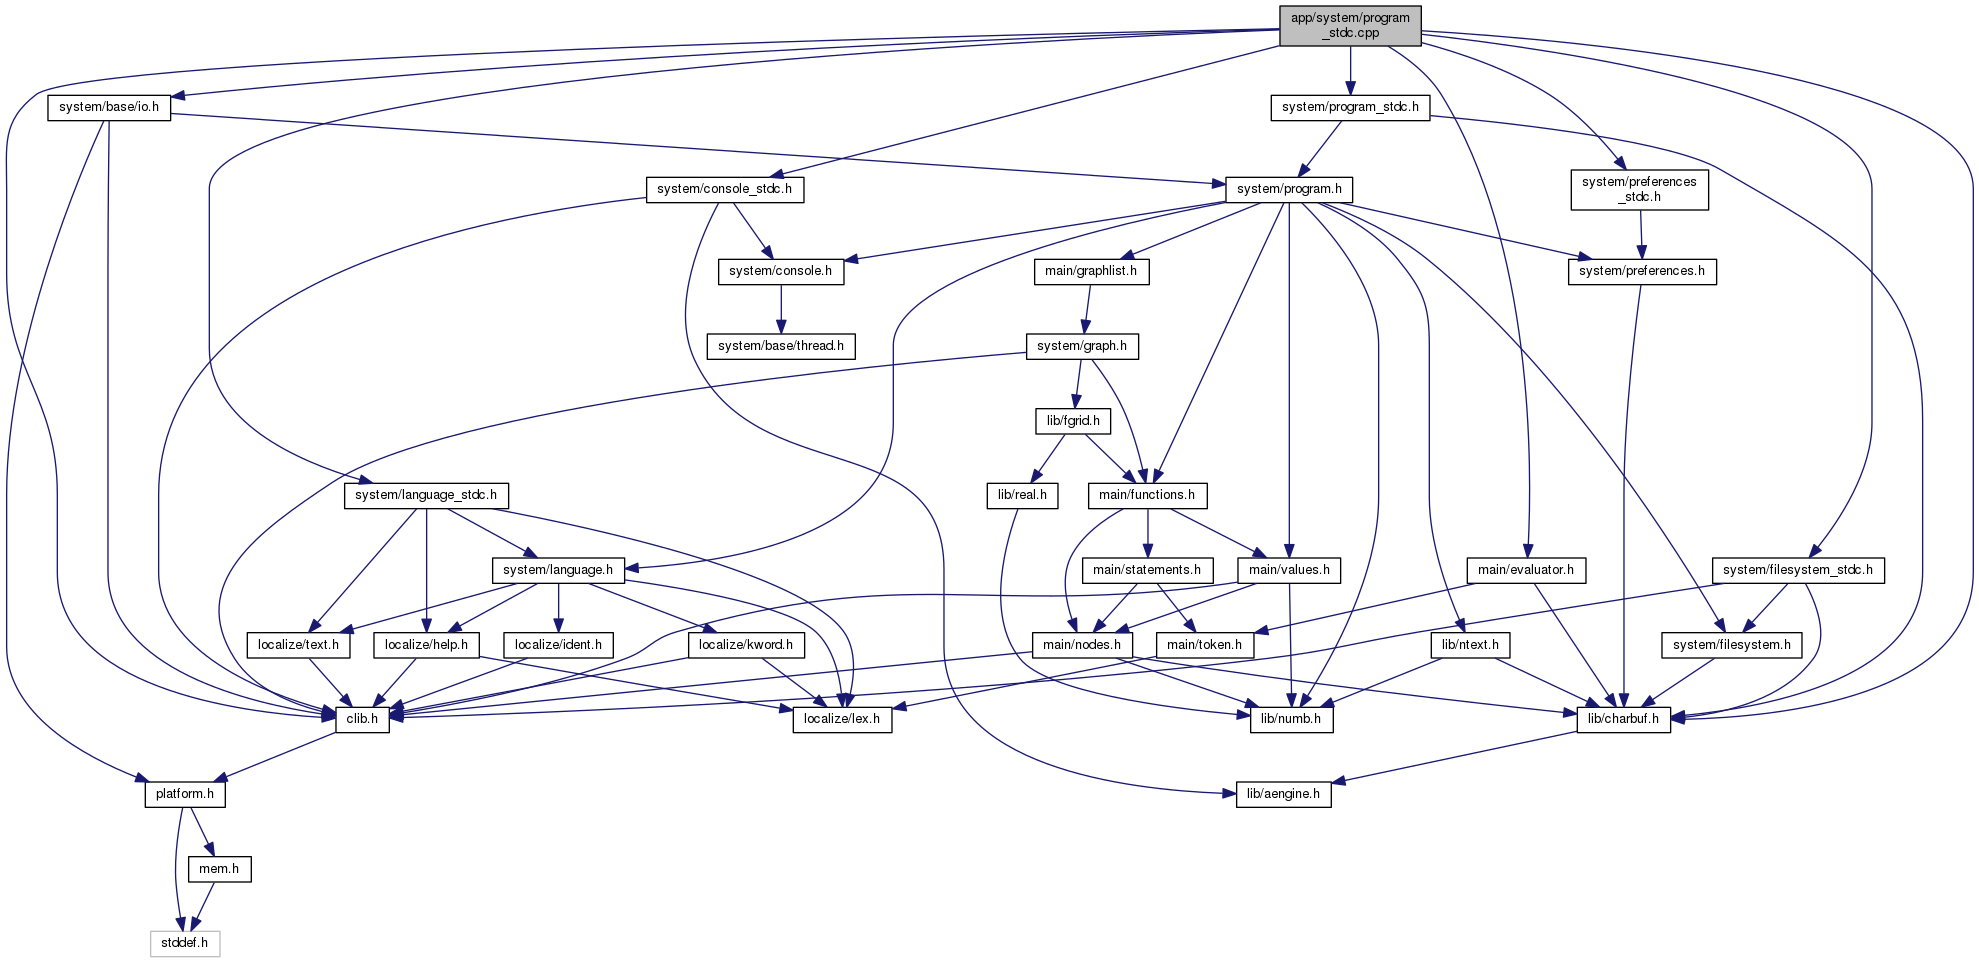 app/system/program
_stdc.cpp
system/base/io.h
system/program_stdc.h
system/console_stdc.h
system/program.h
system/preferences
_stdc.h
system/console.h
main/graphlist.h
system/preferences.h
system/base/thread.h
system/graph.h
lib/fgrid.h
system/language_stdc.h
lib/real.h
main/functions.h
system/language.h
main/statements.h
main/values.h
main/evaluator.h
system/filesystem_stdc.h
localize/text.h
localize/help.h
localize/ident.h
localize/kword.h
main/nodes.h
main/token.h
lib/ntext.h
system/filesystem.h
clib.h
localize/lex.h
lib/numb.h
lib/charbuf.h
platform.h
lib/aengine.h
mem.h
stddef.h